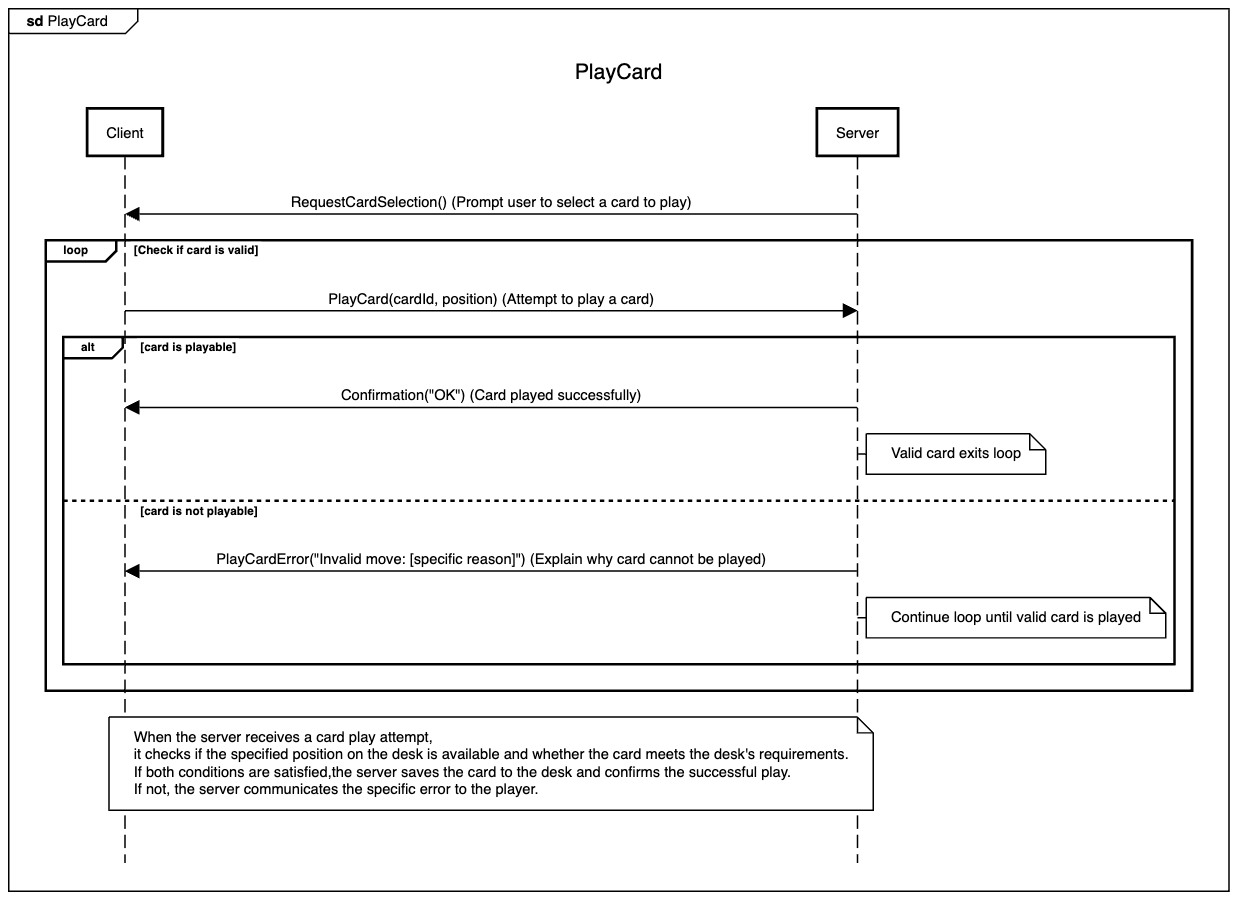 sd PlayCard
PlayCard
Client
Server
RequestCardSelection() (Prompt user to select a card to play)
loop
[Check if card is valid]
PlayCard(cardId, position) (Attempt to play a card)
alt
[card is playable]
Confirmation("OK") (Card played successfully)
Valid card exits loop
[card is not playable]
PlayCardError("Invalid move: [specific reason]") (Explain why card cannot be played)
Continue loop until valid card is played
When the server receives a card play attempt,
it checks if the specified position on the desk is available and whether the card meets the desk's requirements.
If both conditions are satisfied,the server saves the card to the desk and confirms the successful play.
If not, the server communicates the specific error to the player.